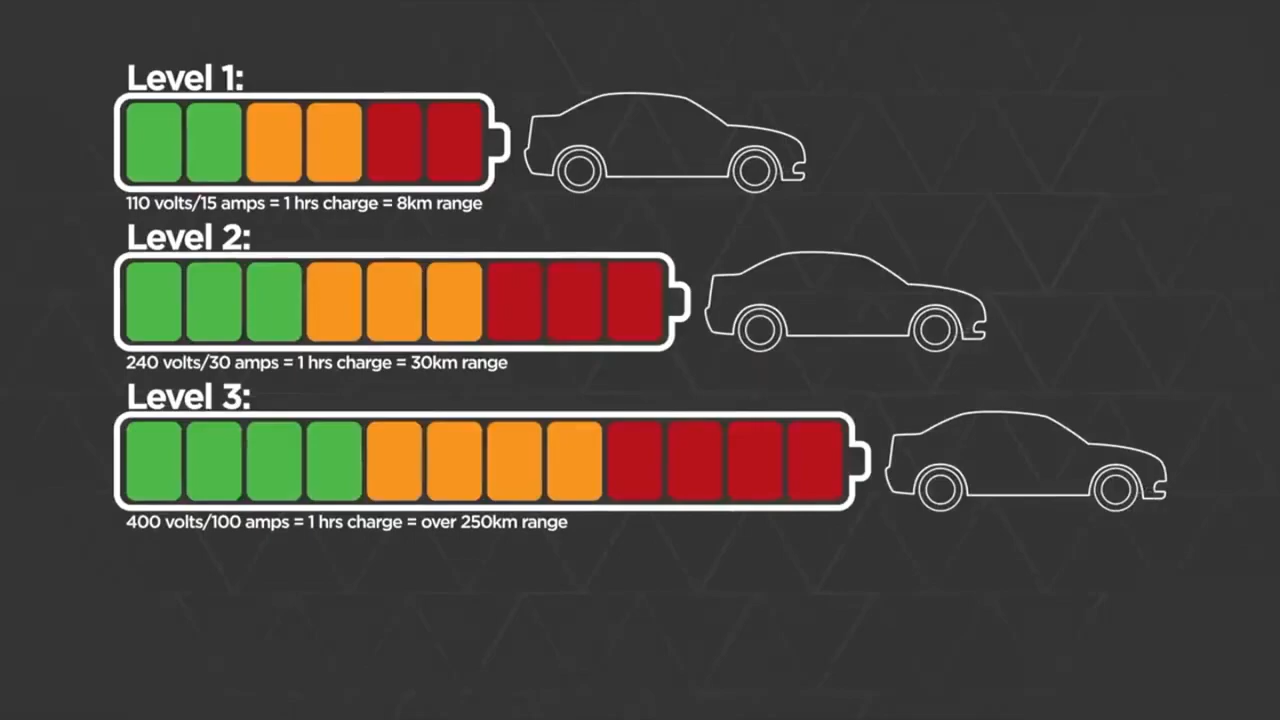 Level 1:
110 volts/15 amps = 1 hrs charge = 8km range
Level 2:
240 volts/30 amps = 1 hrs charge = 30km range
Level 3:
400 volts/100 amps = 1 hrs charge = over 250km range